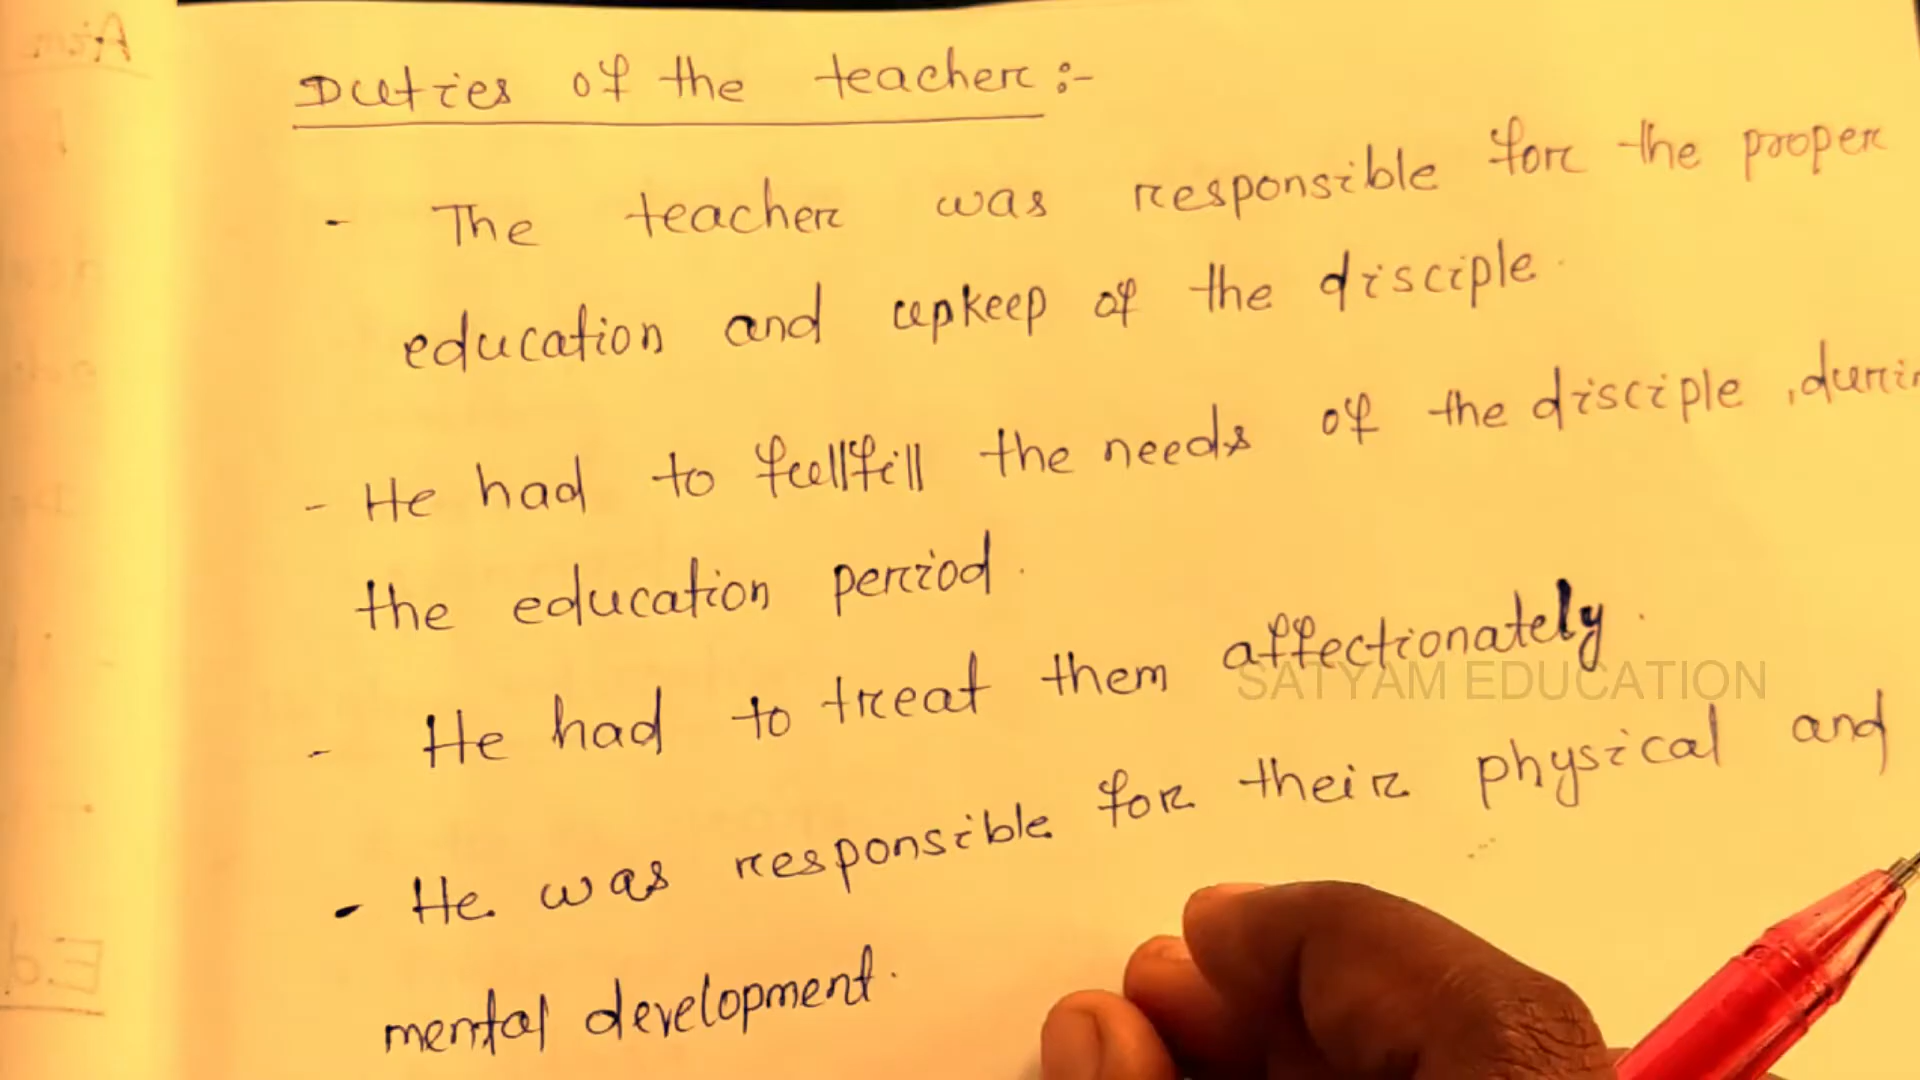 Duties of the teacher :-
- The teacher was responsible for the proper
education and upkeep of the disciple.
- He had to fullfill the needs of the disciple , durin
the education period.
- He had to treat them affectionately.
SATYAM EDUCATION
- He was responsible for their physical and
mental development.